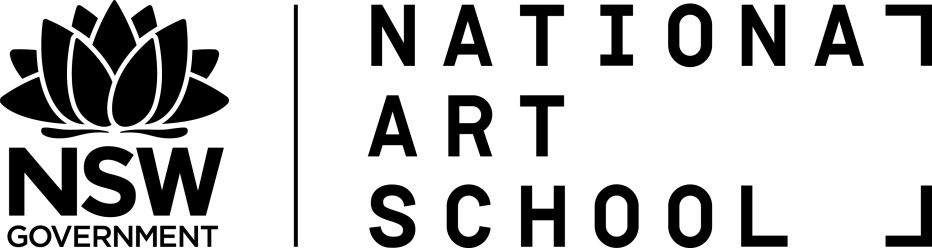 NSW
GOVERNMENT
NATIONAL
ART
SCHOOL